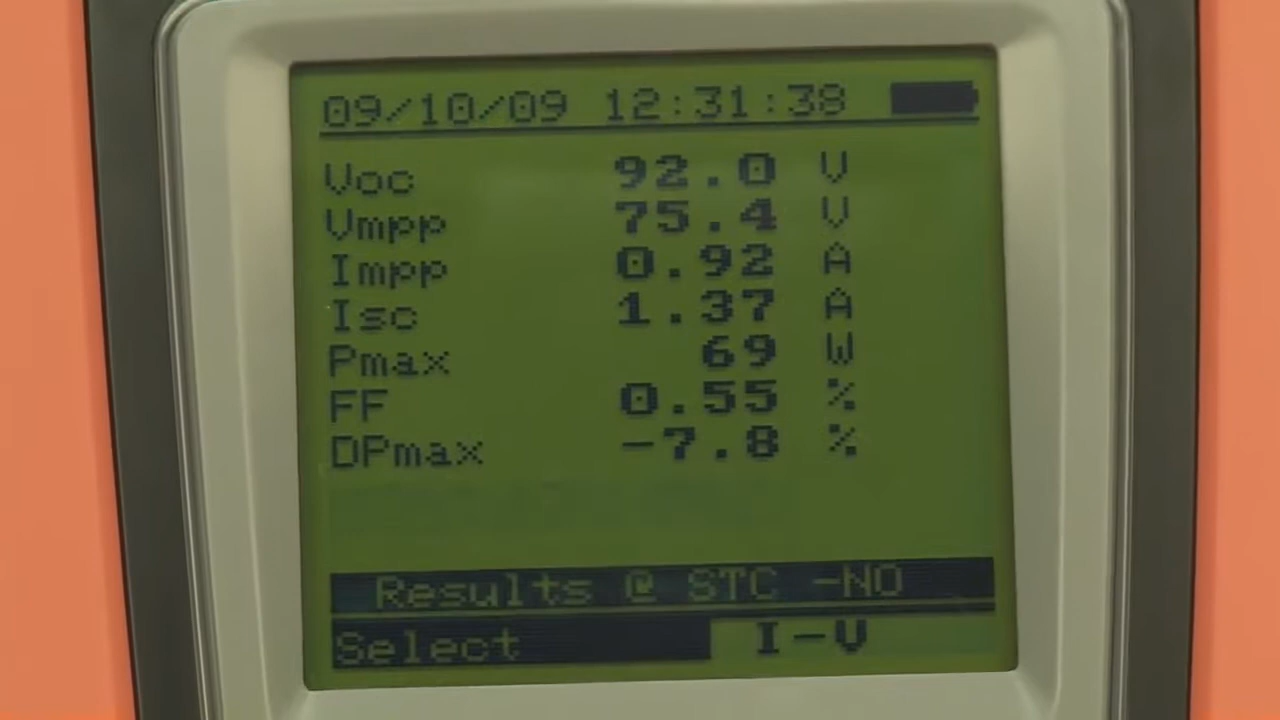 09/10/09 12:31:38
Voc 92.0 V
Vmpp 75.4 V
Impp 0.92 A
Isc 1.37 A
Pmax 69 W
FF 0.55 %
DPmax -7.8 %
Results @ STC -NO
Select I-V